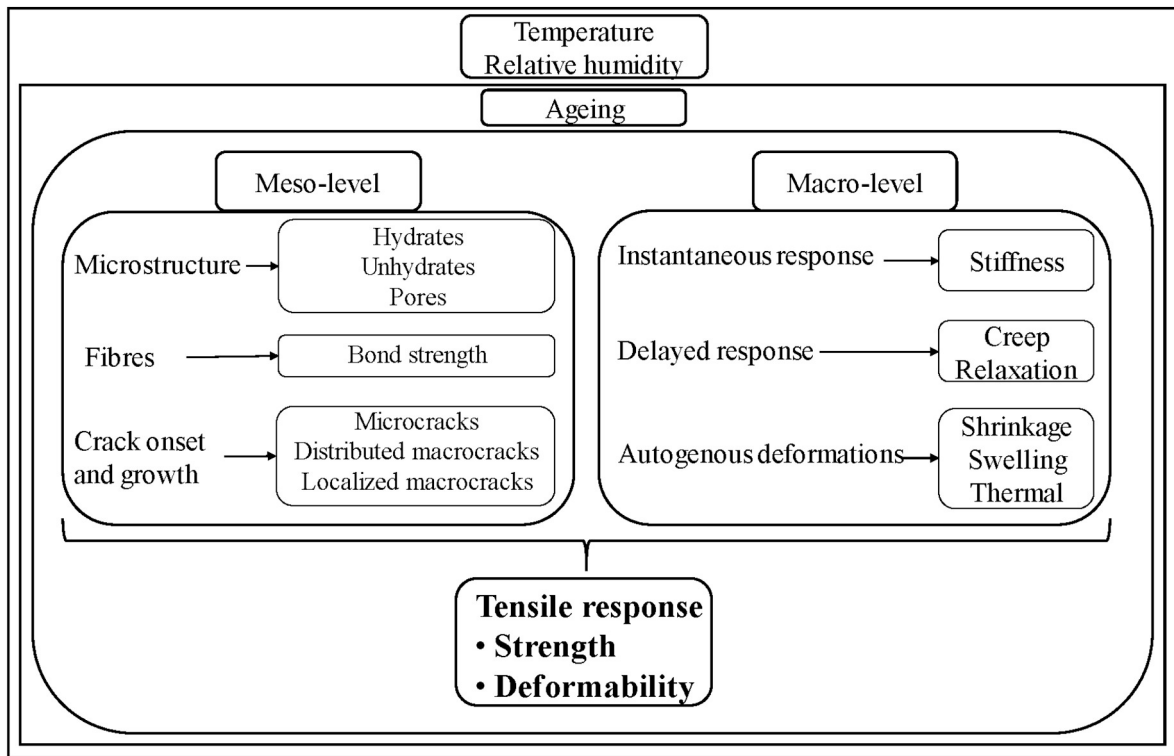 Temperature
Relative humidity
Ageing
Meso-level
Microstructure
Hydrates
Unhydrates
Pores
Fibres
Bond strength
Crack onset
and growth
Microcracks
Distributed macrocracks
Localized macrocracks
Macro-level
Instantaneous response
Stiffness
Delayed response
Creep
Relaxation
Autogenous deformations
Shrinkage
Swelling
Thermal
Tensile response
• Strength
• Deformability